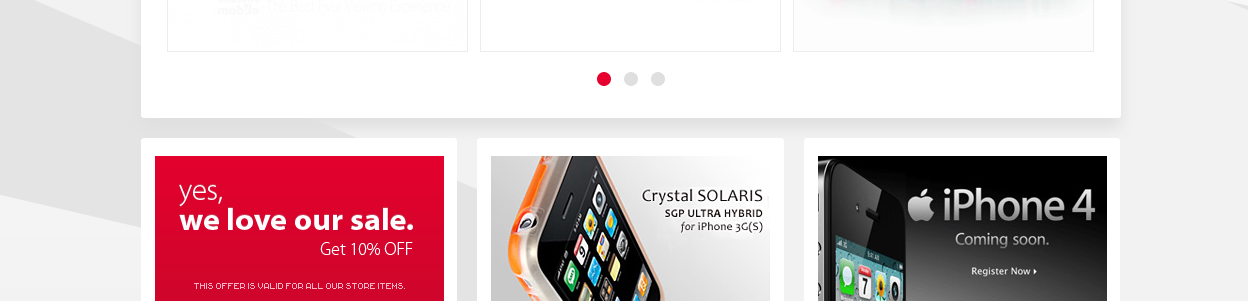 yes,
we love our sale.
Get 10% OFF
THIS OFFER IS VALID FOR ALL OUR STORE ITEMS.
Crystal SOLARIS
SGP ULTRA HYBRID
for iPhone 3G(S)
iPhone 4
Coming soon.
Register Now